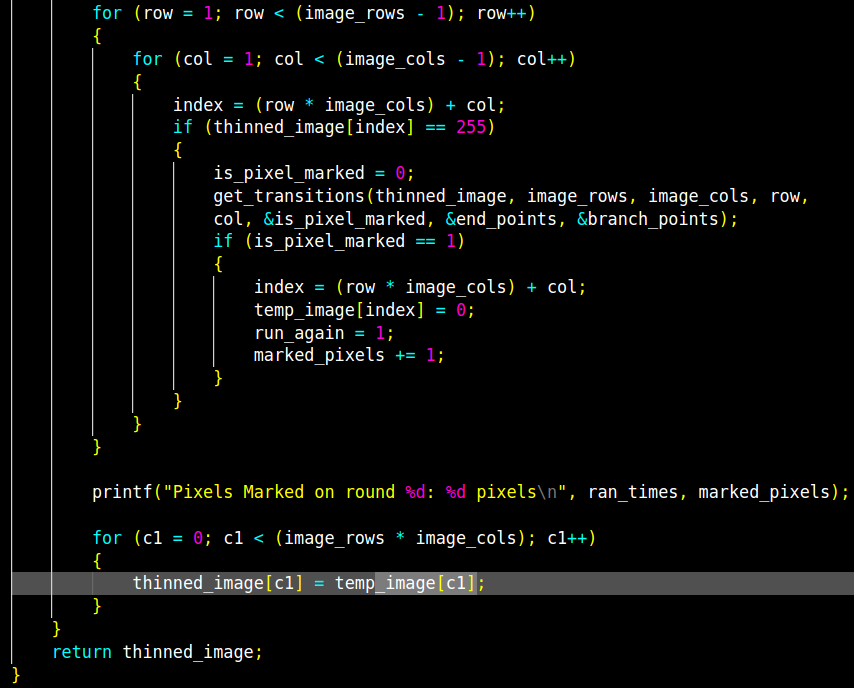 for (row = 1; row < (image_rows - 1); row++)
{
for (col = 1; col < (image_cols - 1); col++)
{
index = (row * image_cols) + col;
if (thinned_image[index] == 255)
{
is_pixel_marked = 0;
get_transitions(thinned_image, image_rows, image_cols, row,
col, &is_pixel_marked, &end_points, &branch_points);
if (is_pixel_marked == 1)
{
index = (row * image_cols) + col;
temp_image[index] = 0;
run_again = 1;
marked_pixels += 1;
}
}
}
}
printf("Pixels Marked on round %d: %d pixels\n", ran_times, marked_pixels);
for (c1 = 0; c1 < (image_rows * image_cols); c1++)
{
thinned_image[c1] = temp_image[c1];
}
}
return thinned_image;
}